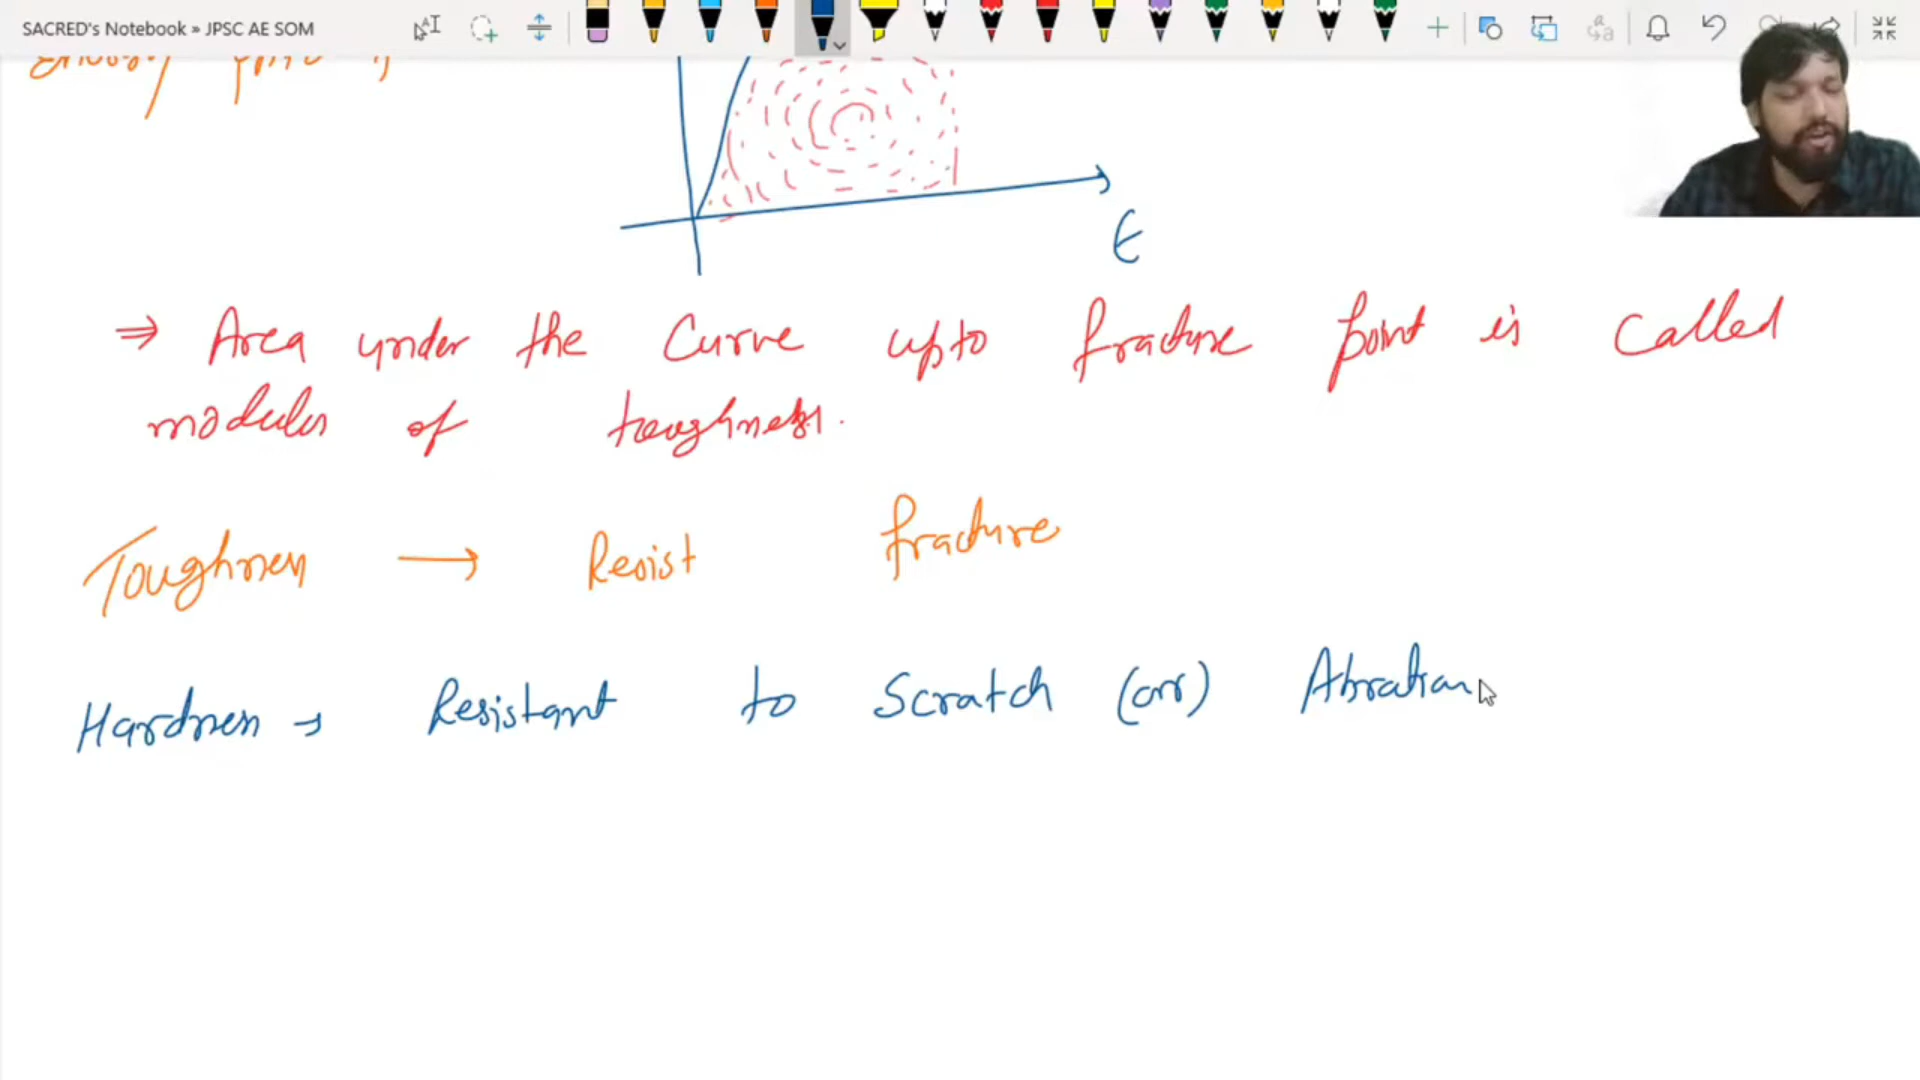 SACRED's Notebook » JPSC AE SOM
∈
⇒ Area under the Curve upto fracture point is called
modulus of toughness.
Toughness → Resist fracture
Hardness → Resistant to Scratch (or) Abration